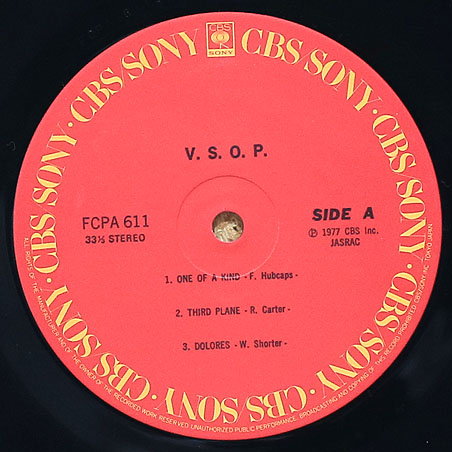 CBS/SONY · CBS/SONY · CBS/SONY · CBS/SONY · CBS/SONY · CBS/SONY · CBS/SONY
CBS
SONY
V. S. O. P.
FCPA 611
33⅓ STEREO
SIDE A
Ⓟ 1977 CBS Inc.
JASRAC
1. ONE OF A KIND - F. Hubcaps -
2. THIRD PLANE - R. Carter -
3. DOLORES - W. Shorter -
ALL RIGHTS OF THE MANUFACTURER AND OF THE OWNER OF THE RECORDED WORK RESERVED. UNAUTHORIZED PUBLIC PERFORMANCE, BROADCASTING AND COPYING OF THIS RECORD PROHIBITED CBS/SONY INC. TOKYO JAPAN